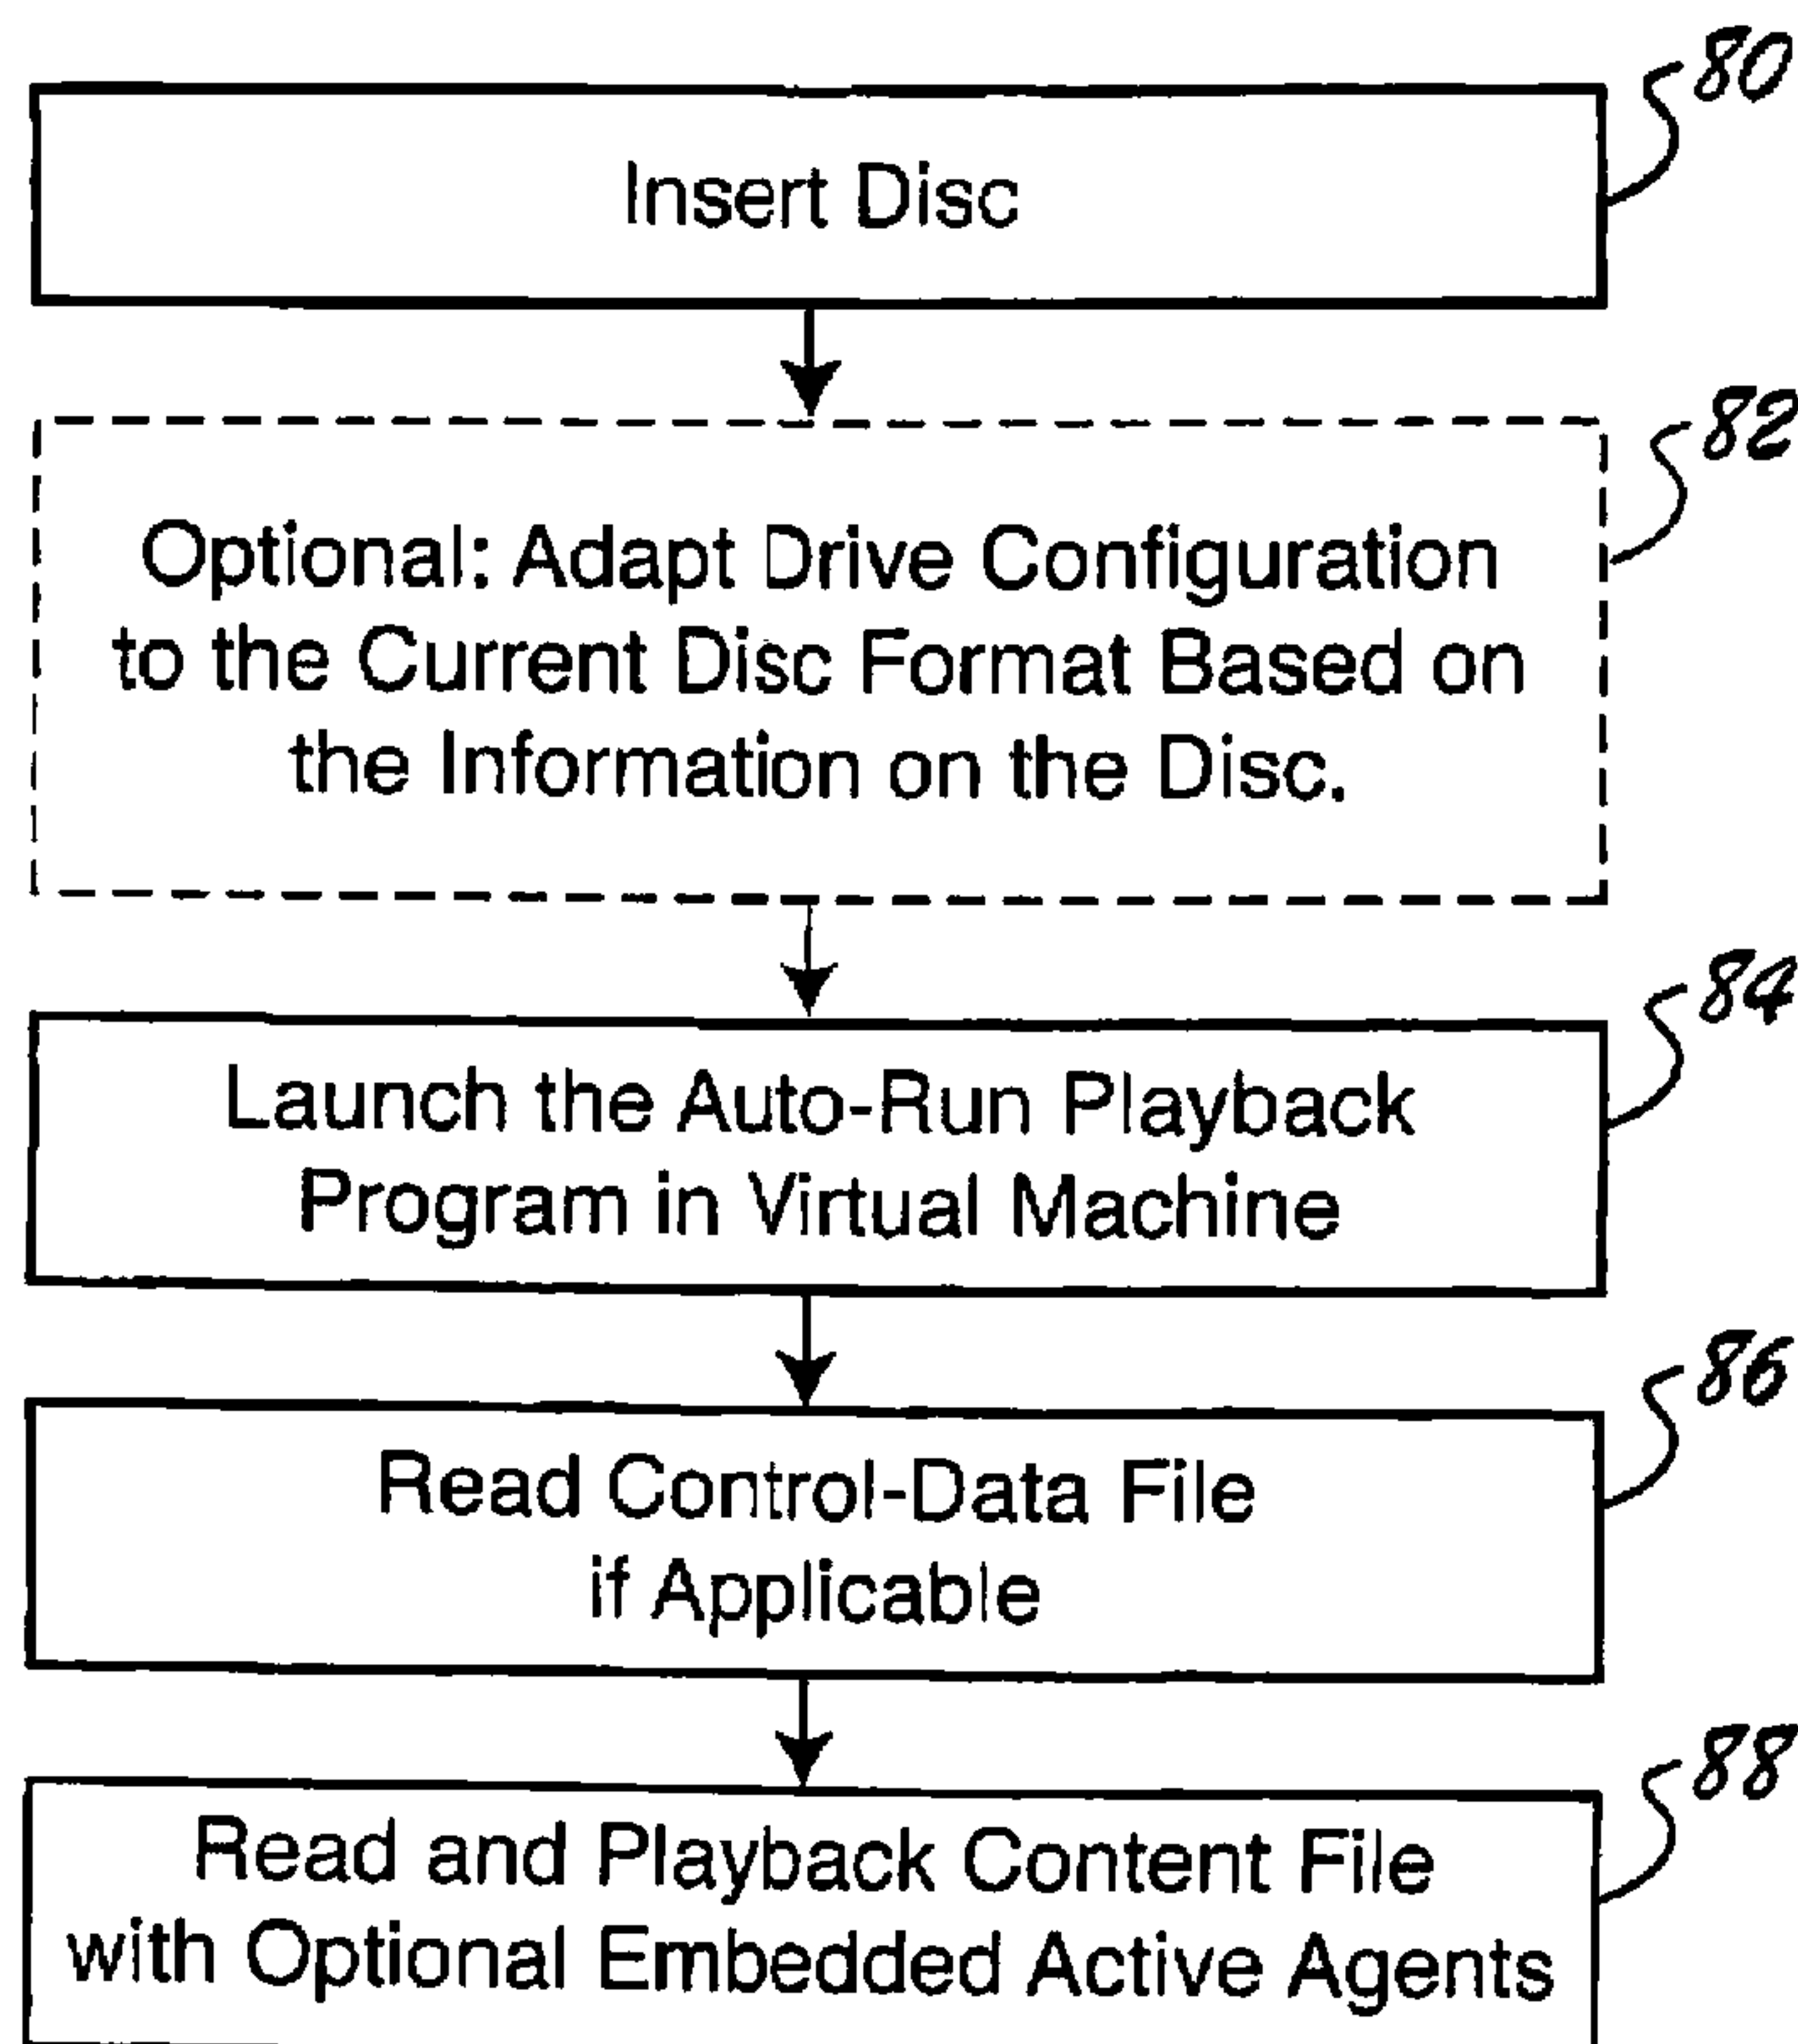 80
Insert Disc
82
Optional: Adapt Drive Configuration
to the Current Disc Format Based on
the Information on the Disc.
84
Launch the Auto-Run Playback
Program in Virtual Machine
86
Read Control-Data File
if Applicable
88
Read and Playback Content File
with Optional Embedded Active Agents